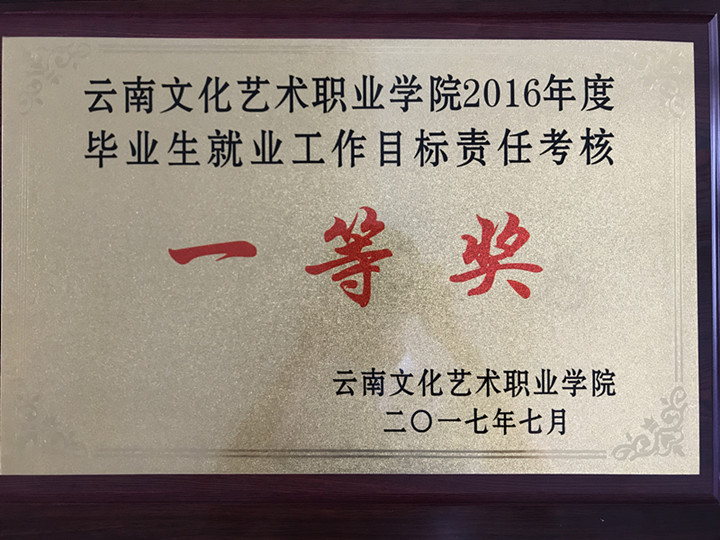 云南文化艺术职业学院2016年度
毕业生就业工作目标责任考核
一等奖
云南文化艺术职业学院
二〇一七年七月